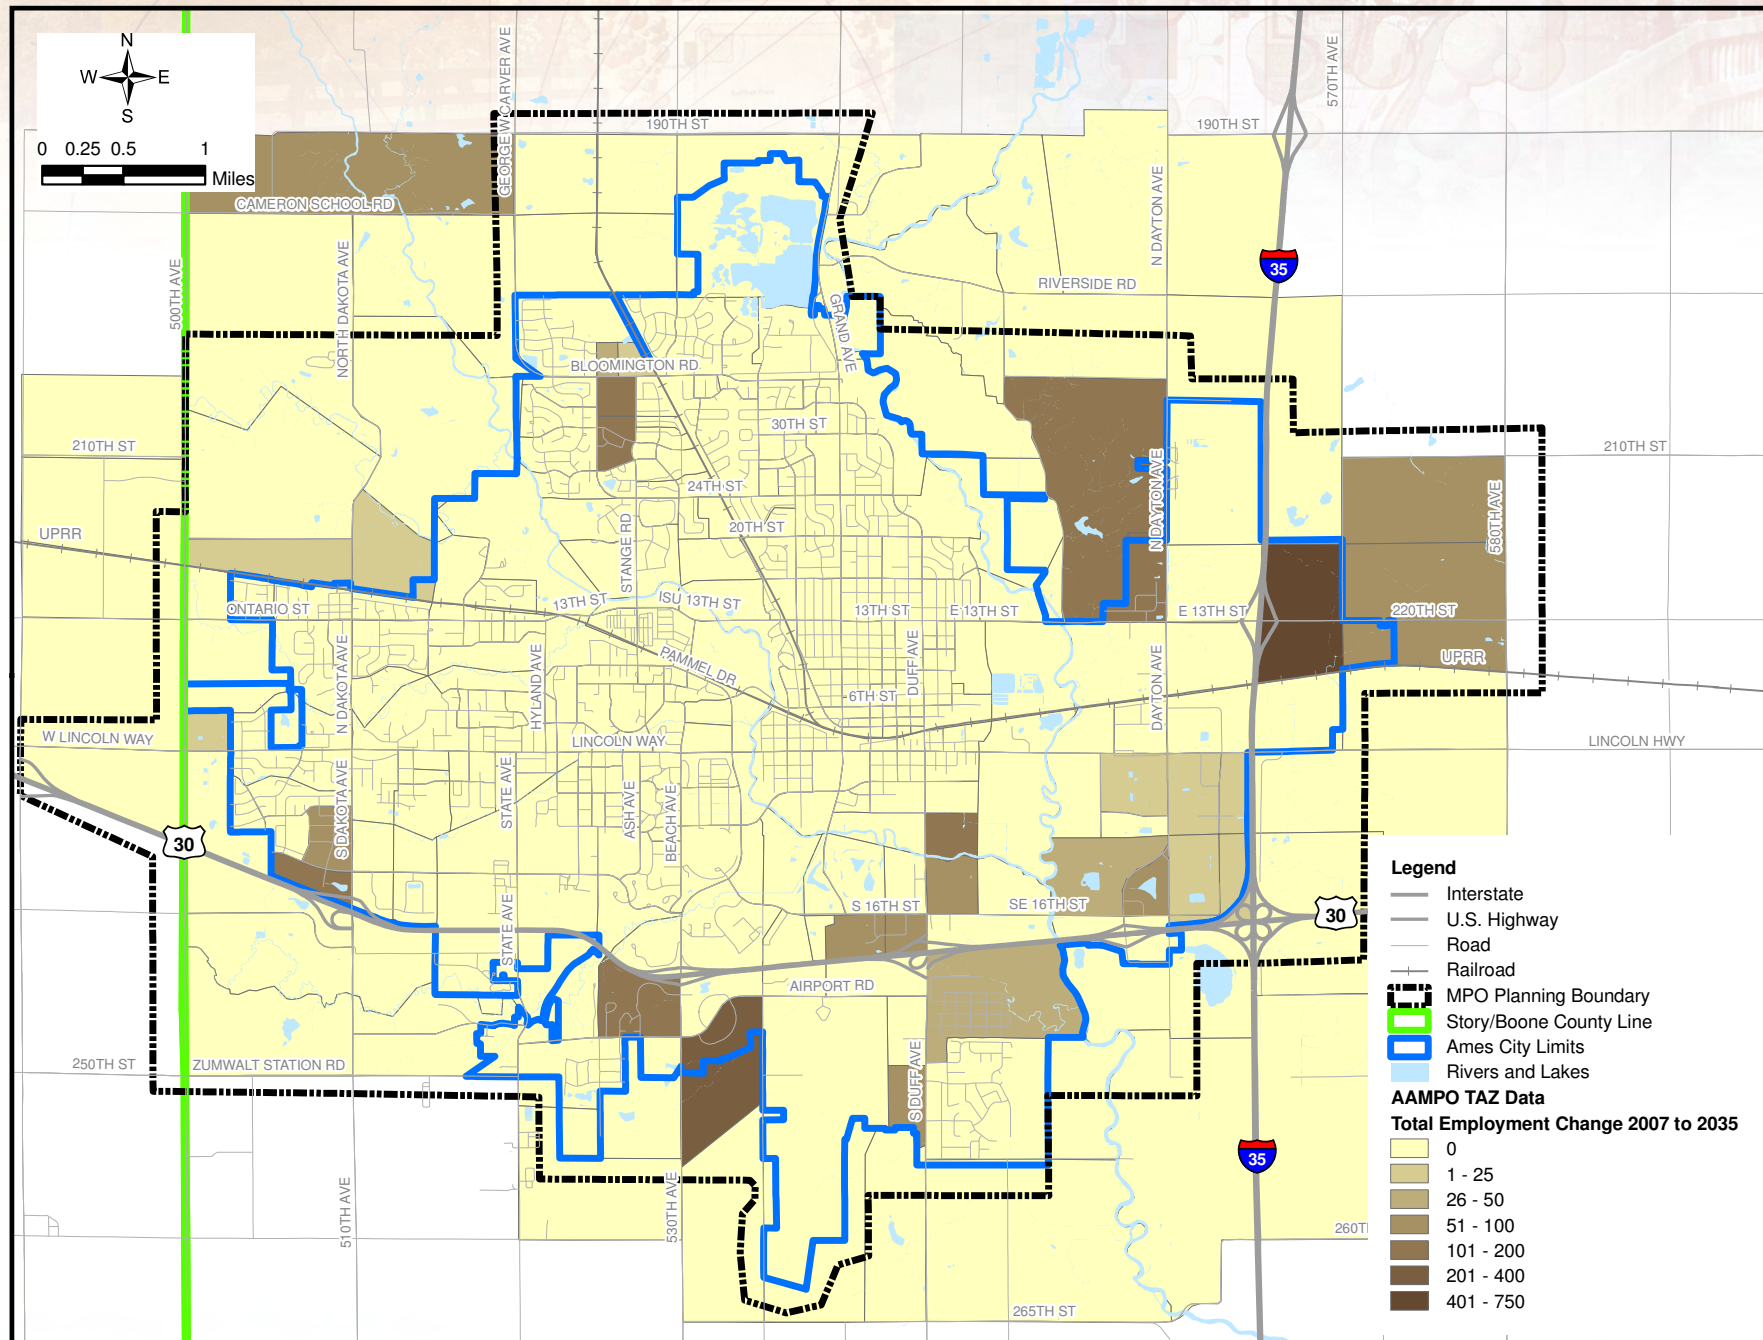 N
W E
S
0 0.25 0.5 1
Miles
GEORGE W CARVER AVE
570TH AVE
190TH ST
190TH ST
CAMERON SCHOOL RD
N DAYTON AVE
500TH AVE
NORTH DAKOTA AVE
35
RIVERSIDE RD
GRAND AVE
BLOOMINGTON RD
30TH ST
210TH ST
210TH ST
N DAYTON AVE
24TH ST
580TH AVE
UPRR
20TH ST
STANGE RD
ONTARIO ST
13TH ST
ISU 13TH ST
13TH ST
E 13TH ST
E 13TH ST
220TH ST
PAMMEL DR
DUFF AVE
UPRR
N DAKOTA AVE
HYLAND AVE
DAYTON AVE
6TH ST
W LINCOLN WAY
LINCOLN WAY
LINCOLN HWY
S DAKOTA AVE
STATE AVE
ASH AVE
BEACH AVE
30
S 16TH ST
SE 16TH ST
30
STATE AVE
AIRPORT RD
250TH ST
ZUMWALT STATION RD
S DUFF AVE
35
510TH AVE
530TH AVE
265TH ST
Legend
Interstate
U.S. Highway
Road
Railroad
MPO Planning Boundary
Story/Boone County Line
Ames City Limits
Rivers and Lakes
AAMPO TAZ Data
Total Employment Change 2007 to 2035
0
1 - 25
26 - 50
51 - 100
101 - 200
201 - 400
401 - 750